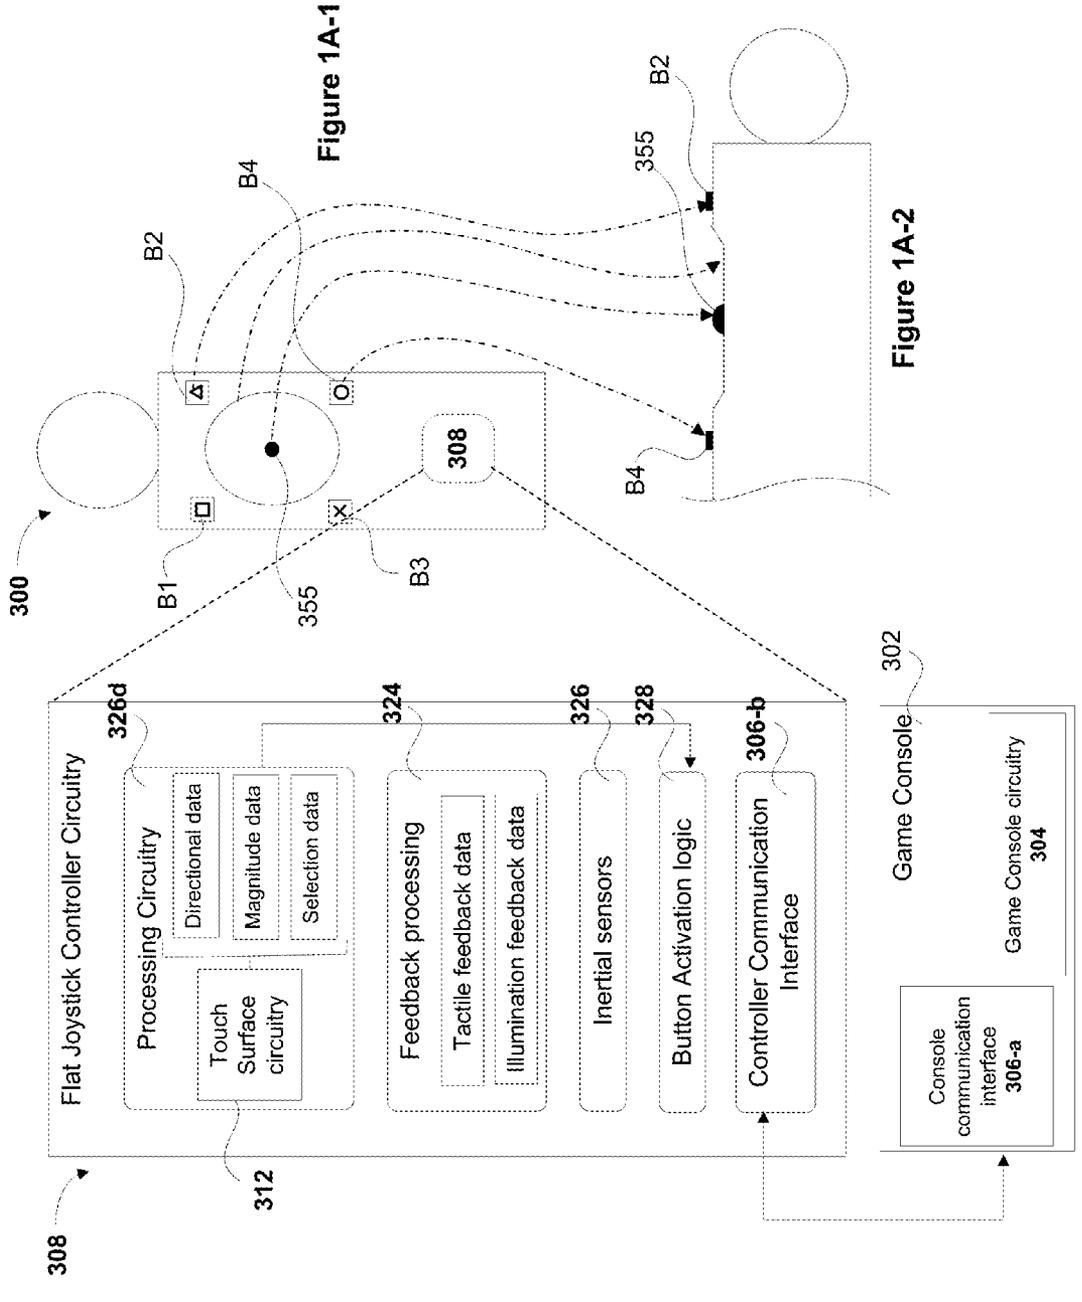 300
B1
B2
355
B3
B4
308
Figure 1A-1
B4
355
B2
Figure 1A-2
308
Flat Joystick Controller Circuitry
326d
Processing Circuitry
312
Touch
Surface
circuitry
Directional data
Magnitude data
Selection data
324
Feedback processing
Tactile feedback data
Illumination feedback data
326
Inertial sensors
328
Button Activation logic
306-b
Controller Communication
Interface
302
Game Console
Console
communication
interface
306-a
Game Console circuitry
304